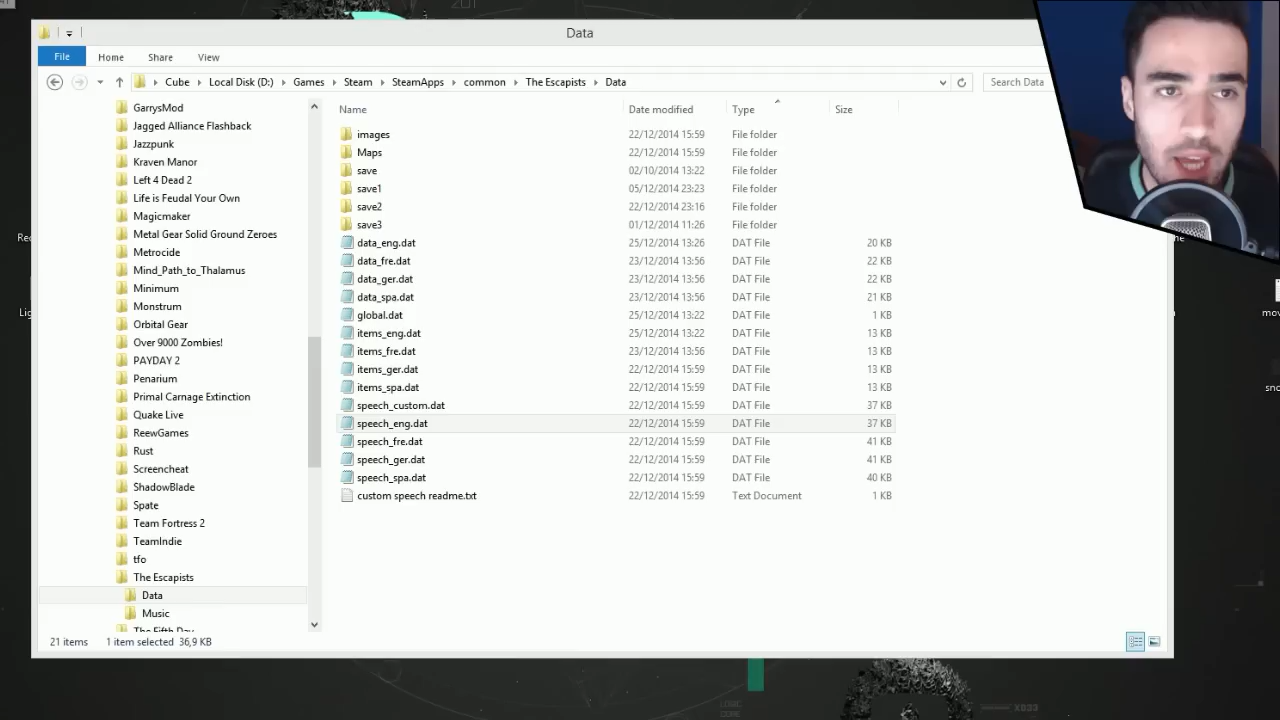 Data
File Home Share View
Cube Local Disk (D:) Games Steam SteamApps common The Escapists Data Search Data
Name Date modified Type Size
GarrysMod
Jagged Alliance Flashback
Jazzpunk
Kraven Manor
Left 4 Dead 2
Life is Feudal Your Own
Magicmaker
Metal Gear Solid Ground Zeroes
Metrocide
Mind_Path_to_Thalamus
Minimum
Monstrum
Orbital Gear
Over 9000 Zombies!
PAYDAY 2
Penarium
Primal Carnage Extinction
Quake Live
ReewGames
Rust
Screencheat
ShadowBlade
Spate
Team Fortress 2
TeamIndie
tfo
The Escapists
Data
Music
The Fifth Day
images 22/12/2014 15:59 File folder
Maps 22/12/2014 15:59 File folder
save 02/10/2014 13:22 File folder
save1 05/12/2014 23:23 File folder
save2 22/12/2014 23:16 File folder
save3 01/12/2014 11:26 File folder
data_eng.dat 25/12/2014 13:26 DAT File 20 KB
data_fre.dat 23/12/2014 13:56 DAT File 22 KB
data_ger.dat 23/12/2014 13:56 DAT File 22 KB
data_spa.dat 23/12/2014 13:56 DAT File 21 KB
global.dat 25/12/2014 13:22 DAT File 1 KB
items_eng.dat 25/12/2014 13:22 DAT File 13 KB
items_fre.dat 23/12/2014 13:56 DAT File 13 KB
items_ger.dat 22/12/2014 15:59 DAT File 13 KB
items_spa.dat 22/12/2014 15:59 DAT File 13 KB
speech_custom.dat 22/12/2014 15:59 DAT File 37 KB
speech_eng.dat 22/12/2014 15:59 DAT File 37 KB
speech_fre.dat 22/12/2014 15:59 DAT File 41 KB
speech_ger.dat 22/12/2014 15:59 DAT File 41 KB
speech_spa.dat 22/12/2014 15:59 DAT File 40 KB
custom speech readme.txt 22/12/2014 15:59 Text Document 1 KB
21 items 1 item selected 36,9 KB